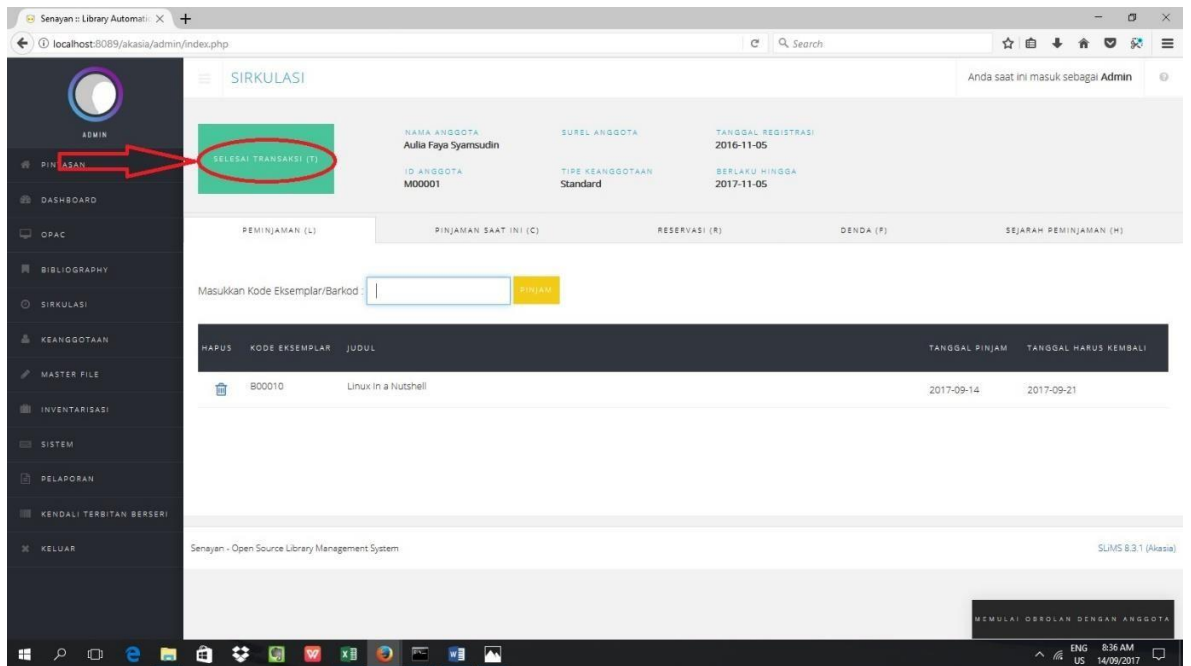 Senayan :: Library Automati
localhost:8089/akasia/admin/index.php
Search
ADMIN
PINTASAN
DASHBOARD
OPAC
BIBLIOGRAPHY
SIRKULASI
KEANGGOTAAN
MASTER FILE
INVENTARISASI
SISTEM
PELAPORAN
KENDALI TERBITAN BERSERI
KELUAR
SIRKULASI
Anda saat ini masuk sebagai Admin
SELESAI TRANSAKSI (T)
NAMA ANGGOTA SUREL ANGGOTA TANGGAL REGISTRASI
Aulia Faya Syamsudin 2016-11-05
ID ANGGOTA TIPE KEANGGOTAAN BERLAKU HINGGA
M00001 Standard 2017-11-05
PEMINJAMAN (L) PINJAMAN SAAT INI (C) RESERVASI (R) DENDA (F) SEJARAH PEMINJAMAN (H)
Masukkan Kode Eksemplar/Barkod : PINJAM
HAPUS KODE EKSEMPLAR JUDUL TANGGAL PINJAM TANGGAL HARUS KEMBALI
B00010 Linux in a Nutshell 2017-09-14 2017-09-21
Senayan - Open Source Library Management System SLiMS 8.3.1 (Akasia)
MEMULAI OBROLAN DENGAN ANGGOTA
ENG 8:36 AM
US 14/09/2017